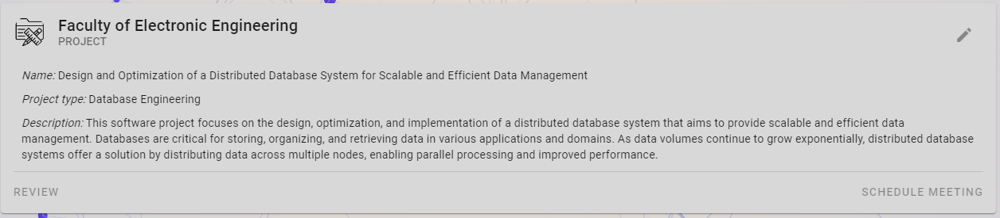 Faculty of Electronic Engineering
PROJECT
Name: Design and Optimization of a Distributed Database System for Scalable and Efficient Data Management
Project type: Database Engineering
Description: This software project focuses on the design, optimization, and implementation of a distributed database system that aims to provide scalable and efficient data
management. Databases are critical for storing, organizing, and retrieving data in various applications and domains. As data volumes continue to grow exponentially, distributed database
systems offer a solution by distributing data across multiple nodes, enabling parallel processing and improved performance.
REVIEW
SCHEDULE MEETING